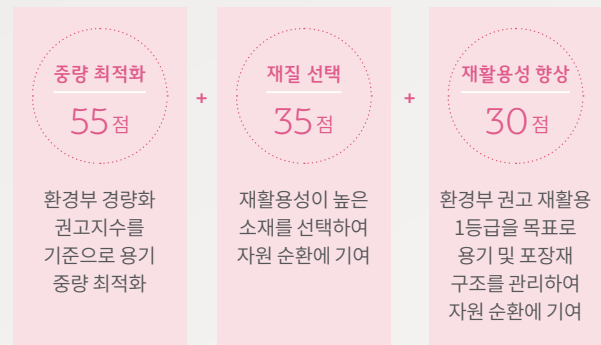 중량 최적화
55점
환경부 경량화
권고지수를
기준으로 용기
중량 최적화
+
재질 선택
35점
재활용성이 높은
소재를 선택하여
자원 순환에 기여
+
재활용성 향상
30점
환경부 권고 재활용
1등급을 목표로
용기 및 포장재
구조를 관리하여
자원 순환에 기여